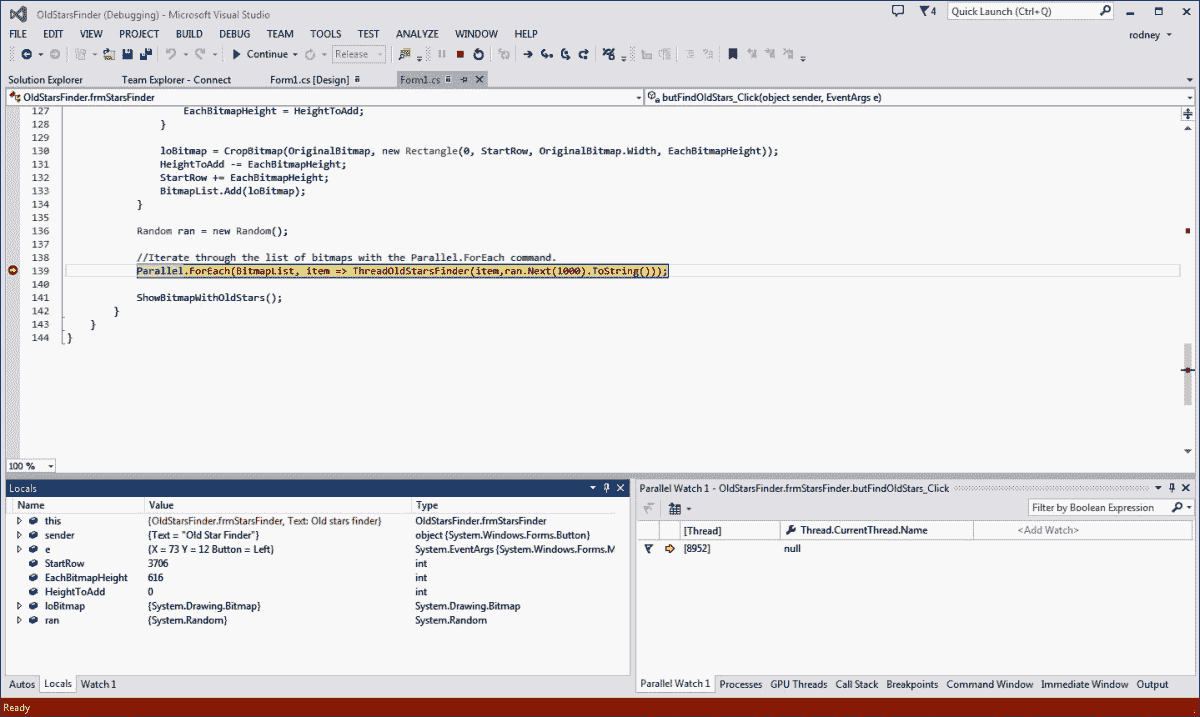 OldStarsFinder (Debugging) - Microsoft Visual Studio
4
Quick Launch (Ctrl+Q)
FILE EDIT VIEW PROJECT BUILD DEBUG TEAM TOOLS TEST ANALYZE WINDOW HELP
rodney
Continue
Release
Solution Explorer Team Explorer - Connect Form1.cs [Design] Form1.cs
OldStarsFinder.frmStarsFinder butFindOldStars_Click(object sender, EventArgs e)
127 EachBitmapHeight = HeightToAdd;
128 }
129
130 loBitmap = CropBitmap(OriginalBitmap, new Rectangle(0, StartRow, OriginalBitmap.Width, EachBitmapHeight));
131 HeightToAdd -= EachBitmapHeight;
132 StartRow += EachBitmapHeight;
133 BitmapList.Add(loBitmap);
134 }
135
136 Random ran = new Random();
137
138 //Iterate through the list of bitmaps with the Parallel.ForEach command.
139 Parallel.ForEach(BitmapList, item => ThreadOldStarsFinder(item,ran.Next(1000).ToString()));
140
141 ShowBitmapWithOldStars();
142 }
143 }
144 }
100 %
Locals
Name Value Type
this {OldStarsFinder.frmStarsFinder, Text: Old stars finder} OldStarsFinder.frmStarsFinder
sender {Text = "Old Star Finder"} object {System.Windows.Forms.Button}
e {X = 73 Y = 12 Button = Left} System.EventArgs {System.Windows.Forms.M
StartRow 3706 int
EachBitmapHeight 616 int
HeightToAdd 0 int
loBitmap {System.Drawing.Bitmap} System.Drawing.Bitmap
ran {System.Random} System.Random
Autos Locals Watch 1
Parallel Watch 1 - OldStarsFinder.frmStarsFinder.butFindOldStars_Click
Filter by Boolean Expression
[Thread] Thread.CurrentThread.Name <Add Watch>
[8952] null
Parallel Watch 1 Processes GPU Threads Call Stack Breakpoints Command Window Immediate Window Output
Ready